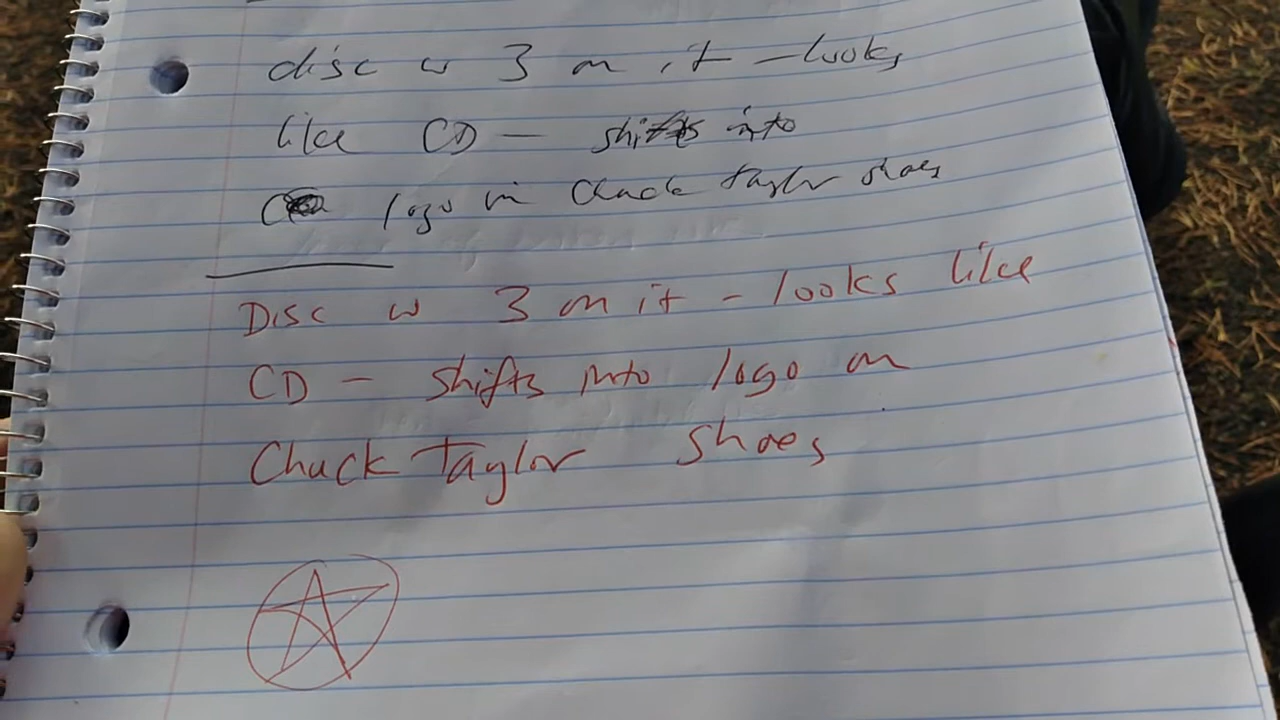 disc w 3 on it - looks
like CD - shifts into
logo in Chuck Taylor shoes
Disc w 3 on it - looks like
CD - shifts into logo on
Chuck Taylor shoes